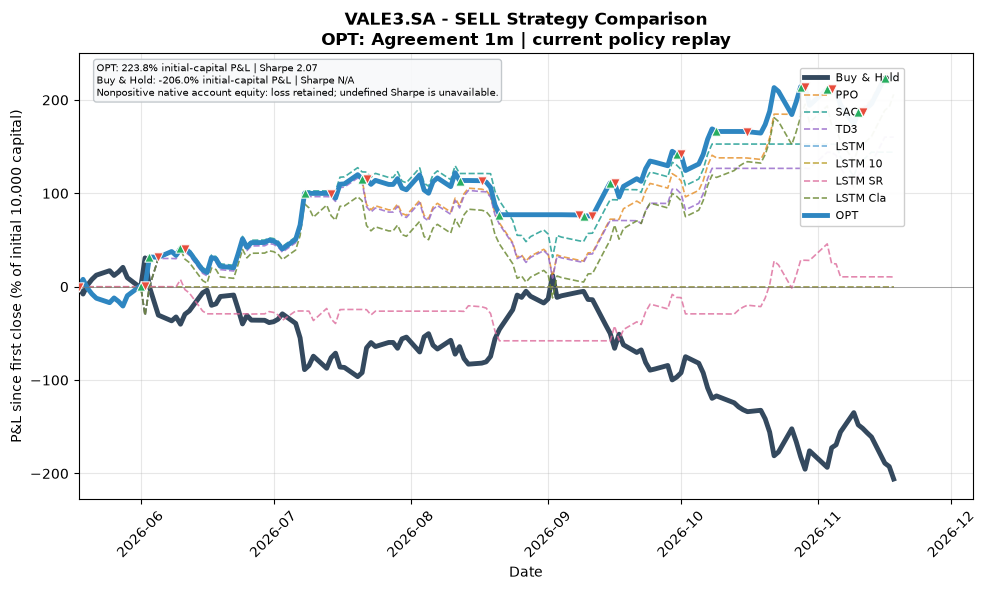 VALE3.SA - SELL Strategy Comparison
OPT: Agreement 1m | current policy replay
OPT: 223.8% initial-capital P&L | Sharpe 2.07
Buy & Hold: -206.0% initial-capital P&L | Sharpe N/A
Nonpositive native account equity: loss retained; undefined Sharpe is unavailable.
Buy & Hold
PPO
SAC
TD3
LSTM
LSTM 10
LSTM SR
LSTM Cla
OPT
P&L since first close (% of initial 10,000 capital)
200
100
0
−100
−200
2026-06
2026-07
2026-08
2026-09
2026-10
2026-11
2026-12
Date